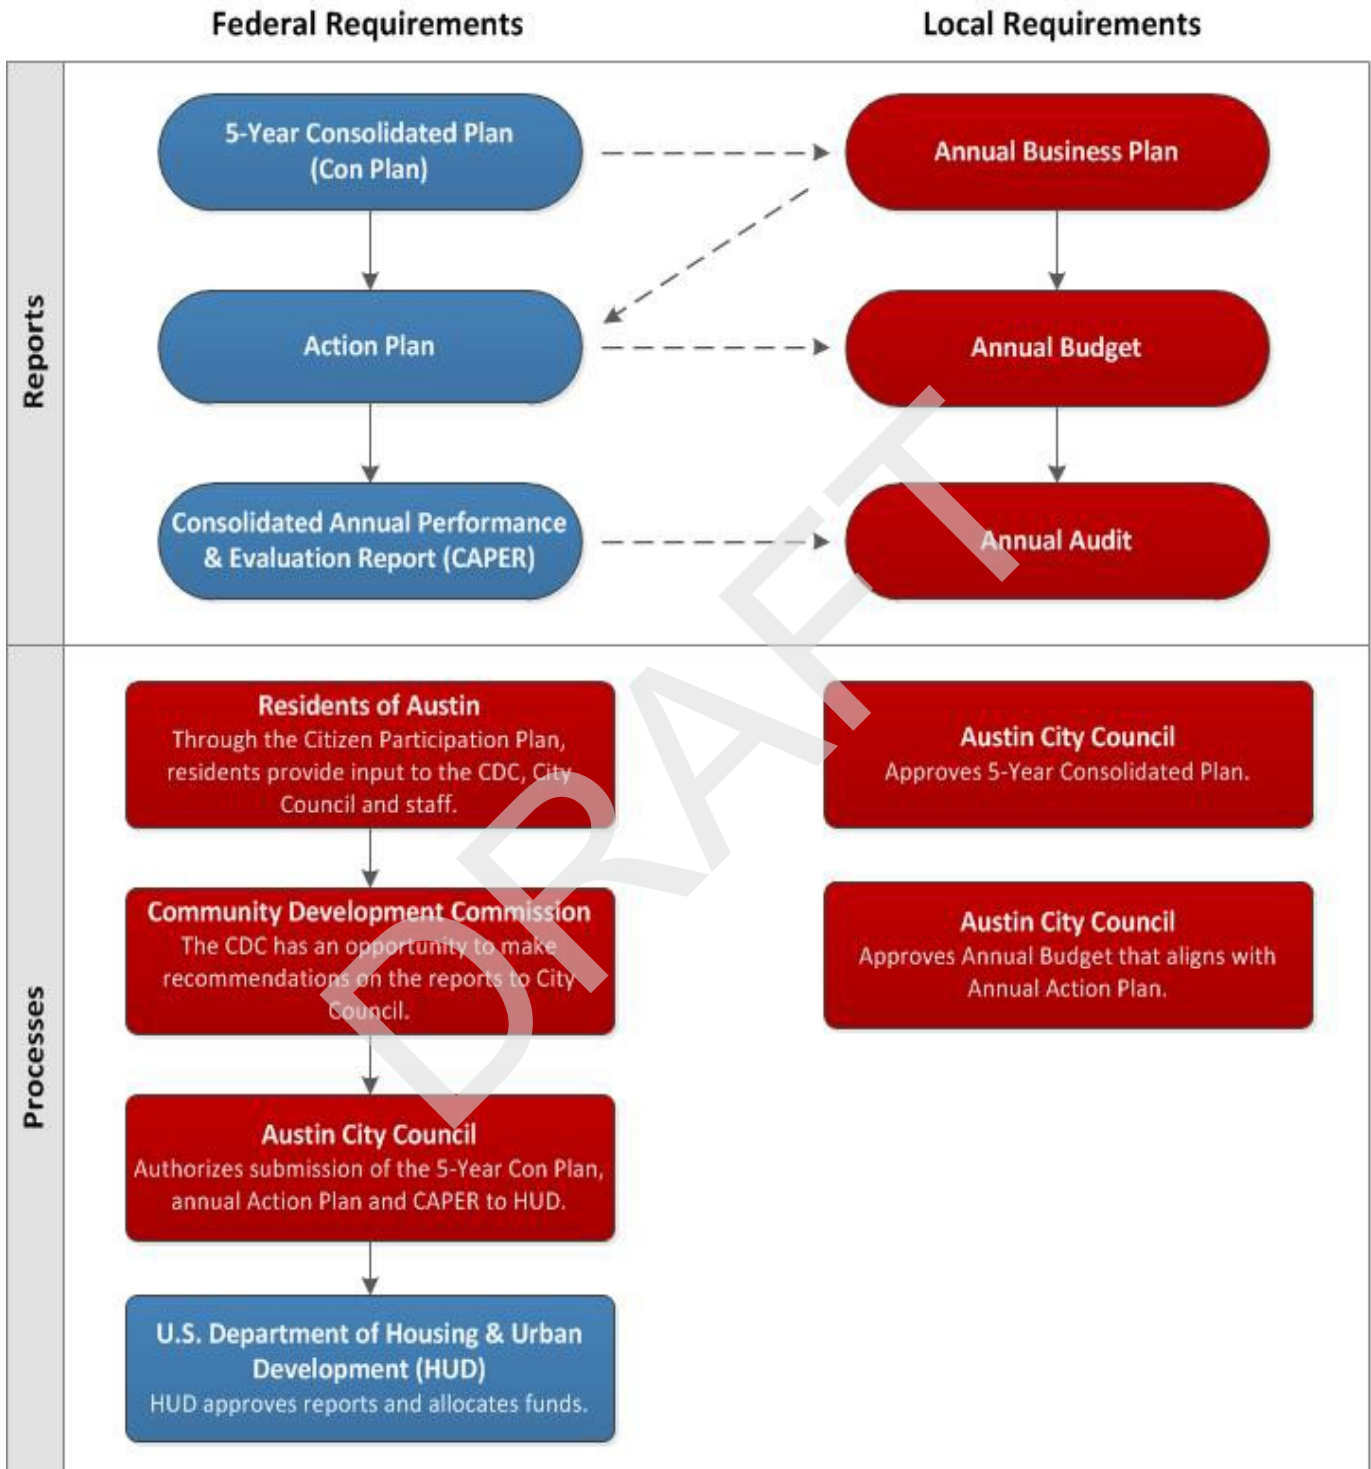 Federal Requirements
Local Requirements
Reports
5-Year Consolidated Plan
(Con Plan)
Annual Business Plan
Action Plan
Annual Budget
Consolidated Annual Performance
& Evaluation Report (CAPER)
Annual Audit
DRAFT
Processes
Residents of Austin
Through the Citizen Participation Plan,
residents provide input to the CDC, City
Council and staff.
Community Development Commission
The CDC has an opportunity to make
recommendations on the reports to City
Council.
Austin City Council
Authorizes submission of the 5-Year Con Plan,
annual Action Plan and CAPER to HUD.
U.S. Department of Housing & Urban
Development (HUD)
HUD approves reports and allocates funds.
Austin City Council
Approves 5-Year Consolidated Plan.
Austin City Council
Approves Annual Budget that aligns with
Annual Action Plan.